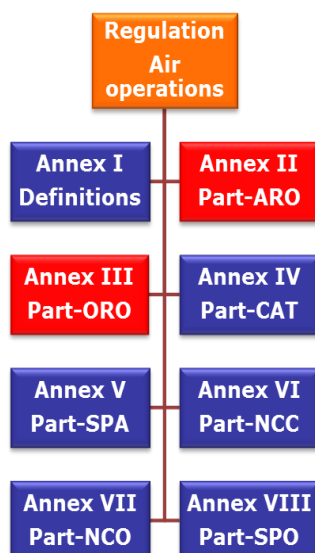 Regulation
Air
operations
Annex I
Definitions
Annex II
Part-ARO
Annex III
Part-ORO
Annex IV
Part-CAT
Annex V
Part-SPA
Annex VI
Part-NCC
Annex VII
Part-NCO
Annex VIII
Part-SPO